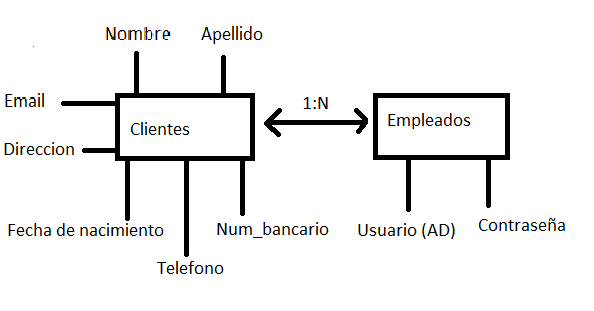 Nombre
Apellido
Email
Clientes
1:N
Empleados
Direccion
Fecha de nacimiento
Num_bancario
Telefono
Usuario (AD)
Contraseña